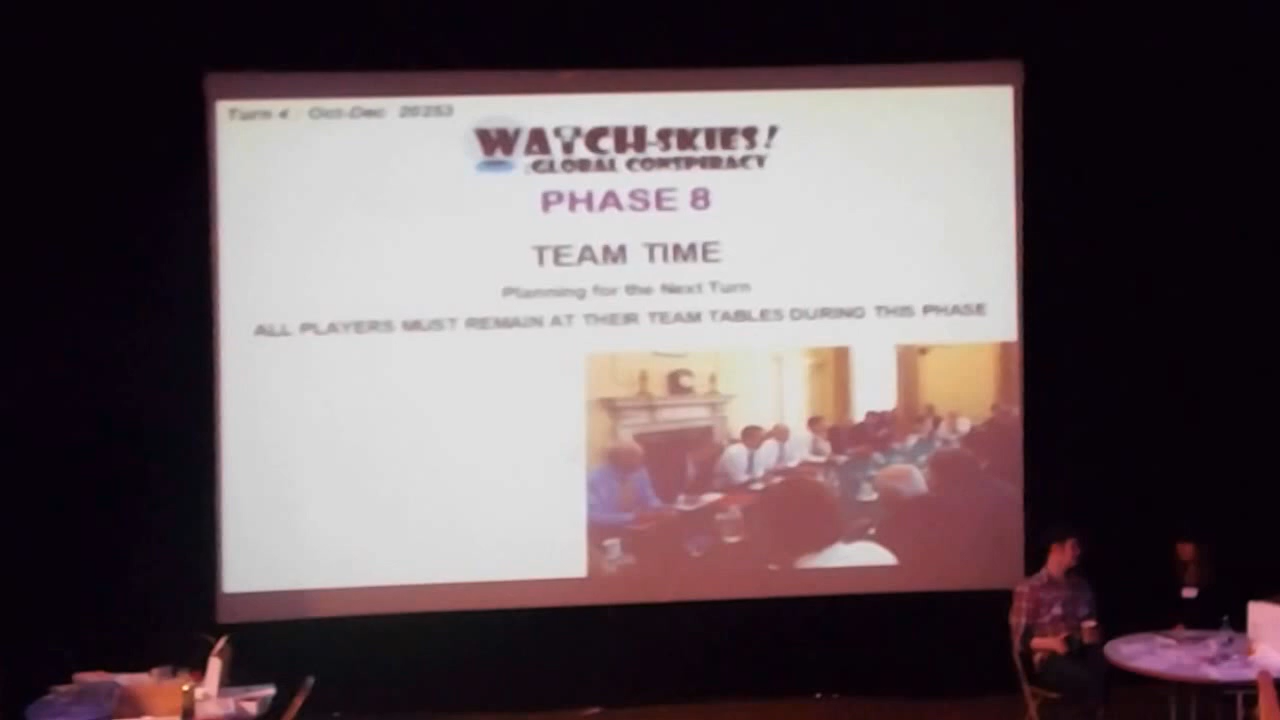 Turn 4 Oct-Dec 20253
WATCH-SKIES!
GLOBAL CONSPIRACY
PHASE 8
TEAM TIME
Planning for the Next Turn
ALL PLAYERS MUST REMAIN AT THEIR TEAM TABLES DURING THIS PHASE